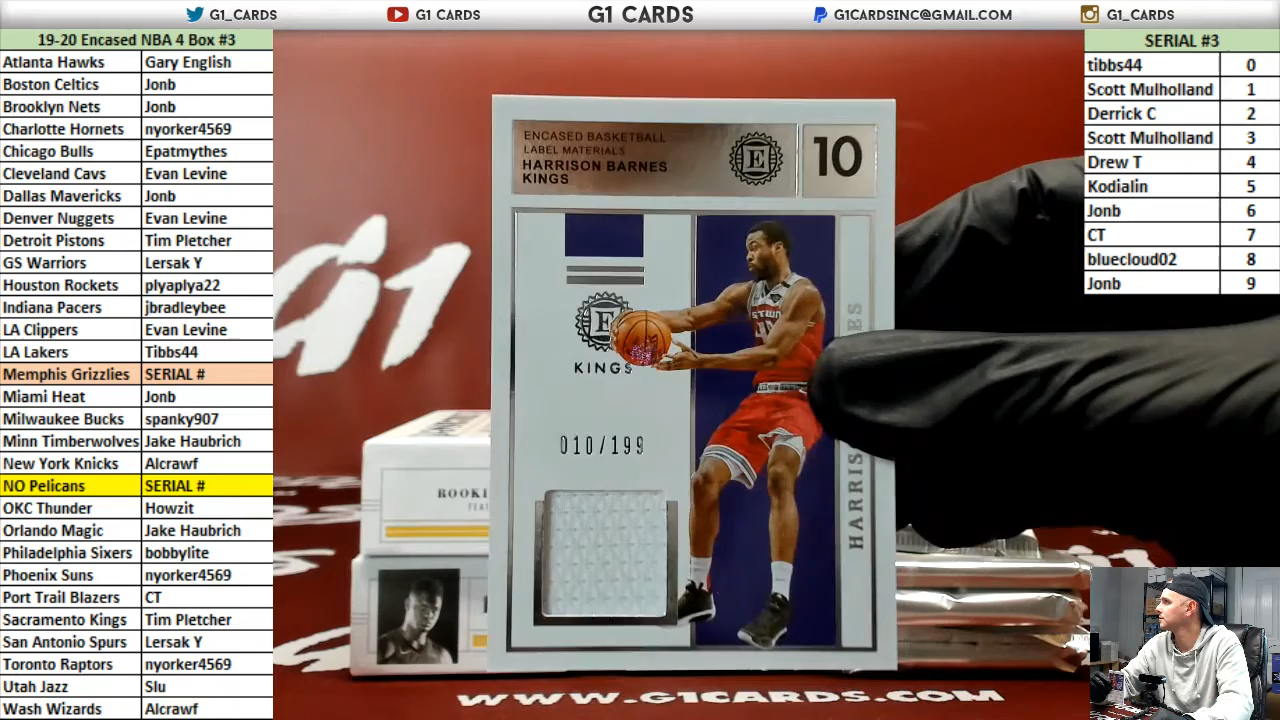 G1_CARDS
G1 CARDS
G1 CARDS
G1CARDSINC@GMAIL.COM
G1_CARDS
19-20 Encased NBA 4 Box #3
Atlanta Hawks Gary English
Boston Celtics Jonb
Brooklyn Nets Jonb
Charlotte Hornets nyorker4569
Chicago Bulls Epatmythes
Cleveland Cavs Evan Levine
Dallas Mavericks Jonb
Denver Nuggets Evan Levine
Detroit Pistons Tim Pletcher
GS Warriors Lersak Y
Houston Rockets plyaplya22
Indiana Pacers jbradleybee
LA Clippers Evan Levine
LA Lakers Tibbs44
Memphis Grizzlies SERIAL #
Miami Heat Jonb
Milwaukee Bucks spanky907
Minn Timberwolves Jake Haubrich
New York Knicks Alcrawf
NO Pelicans SERIAL #
OKC Thunder Howzit
Orlando Magic Jake Haubrich
Philadelphia Sixers bobbylite
Phoenix Suns nyorker4569
Port Trail Blazers CT
Sacramento Kings Tim Pletcher
San Antonio Spurs Lersak Y
Toronto Raptors nyorker4569
Utah Jazz Slu
Wash Wizards Alcrawf
ENCASED BASKETBALL
LABEL MATERIALS
HARRISON BARNES
KINGS
E
10
E
KINGS
010/199
HARRIS
ES
ROOKI
FEAT
G1
WWW.G1CARDS.COM
SERIAL #3
tibbs44 0
Scott Mulholland 1
Derrick C 2
Scott Mulholland 3
Drew T 4
Kodialin 5
Jonb 6
CT 7
bluecloud02 8
Jonb 9